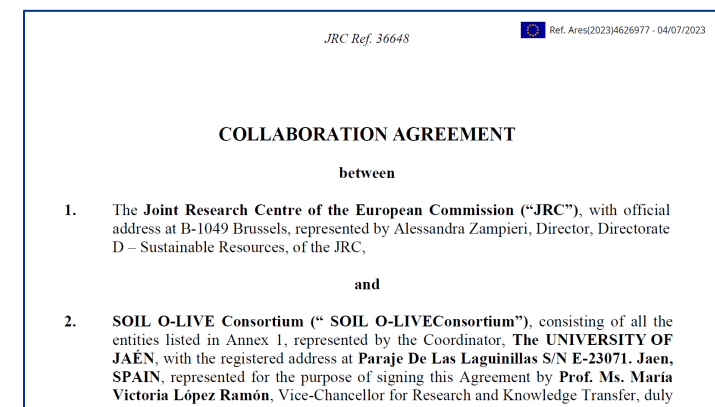 JRC Ref. 36648
Ref. Ares(2023)4626977 - 04/07/2023
COLLABORATION AGREEMENT
between
1. The Joint Research Centre of the European Commission (“JRC”), with official
address at B-1049 Brussels, represented by Alessandra Zampieri, Director, Directorate
D – Sustainable Resources, of the JRC,
and
2. SOIL O-LIVE Consortium (“ SOIL O-LIVEConsortium”), consisting of all the
entities listed in Annex 1, represented by the Coordinator, The UNIVERSITY OF
JAÉN, with the registered address at Paraje De Las Laguinillas S/N E-23071. Jaen,
SPAIN, represented for the purpose of signing this Agreement by Prof. Ms. María
Victoria López Ramón, Vice-Chancellor for Research and Knowledge Transfer, duly